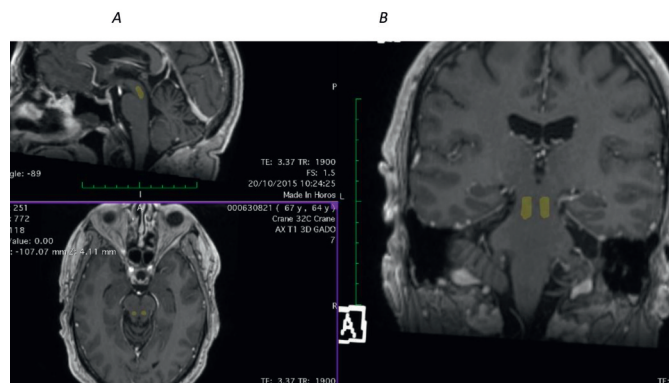 A
B
P
gle: -89
TE: 3.37 TR: 1900
FS: 1.5
20/10/2015 10:24:25
Made In Horos
L
I
251
: 772
118
alue: 0.00
: -107.07 mm
4.11 mm
A
000630821 ( 67 y, 64 y)
Crane 32C Crane
AX T1 3D GADO
7
R
TE: 3.37 TR: 1900
A
TE: